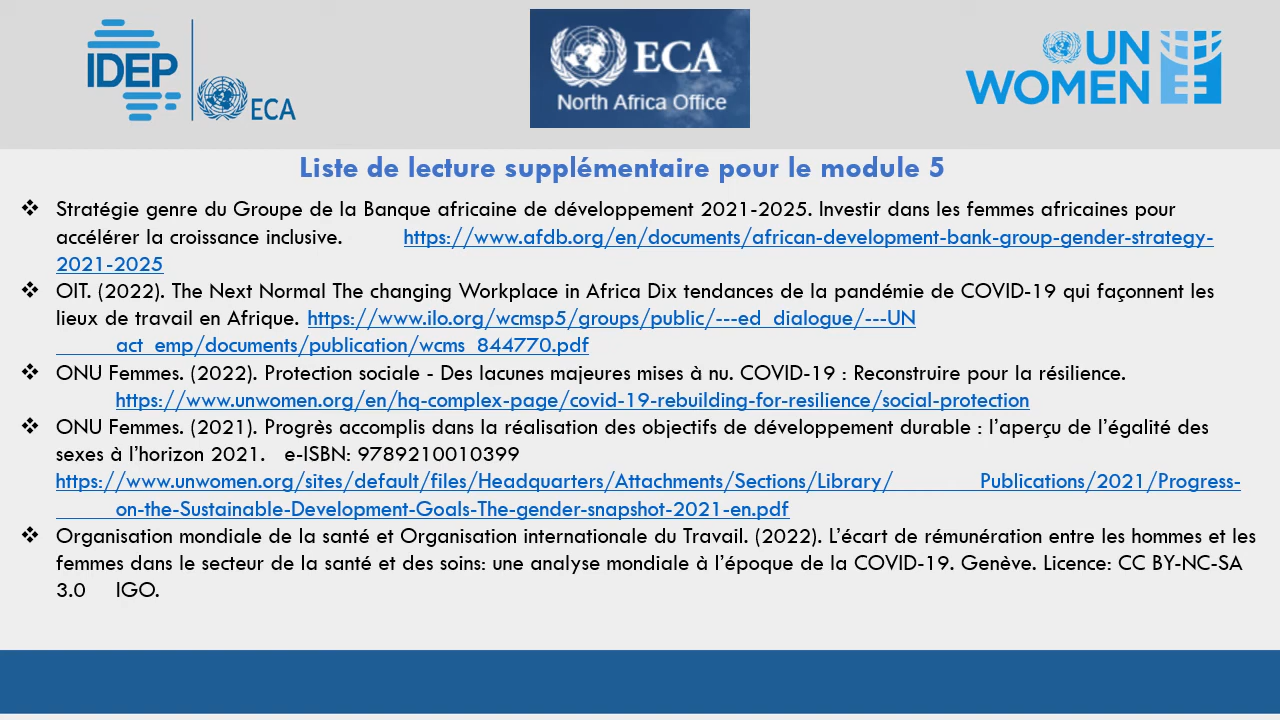 IDEP
ECA
ECA
North Africa Office
UN
WOMEN
Liste de lecture supplémentaire pour le module 5
❖ Stratégie genre du Groupe de la Banque africaine de développement 2021-2025. Investir dans les femmes africaines pour
accélérer la croissance inclusive. https://www.afdb.org/en/documents/african-development-bank-group-gender-strategy-
2021-2025
❖ OIT. (2022). The Next Normal The changing Workplace in Africa Dix tendances de la pandémie de COVID-19 qui façonnent les
lieux de travail en Afrique. https://www.ilo.org/wcmsp5/groups/public/---ed_dialogue/---UN
act_emp/documents/publication/wcms_844770.pdf
❖ ONU Femmes. (2022). Protection sociale - Des lacunes majeures mises à nu. COVID-19 : Reconstruire pour la résilience.
https://www.unwomen.org/en/hq-complex-page/covid-19-rebuilding-for-resilience/social-protection
❖ ONU Femmes. (2021). Progrès accomplis dans la réalisation des objectifs de développement durable : l’aperçu de l’égalité des
sexes à l’horizon 2021. e-ISBN: 9789210010399
https://www.unwomen.org/sites/default/files/Headquarters/Attachments/Sections/Library/ Publications/2021/Progress-
on-the-Sustainable-Development-Goals-The-gender-snapshot-2021-en.pdf
❖ Organisation mondiale de la santé et Organisation internationale du Travail. (2022). L’écart de rémunération entre les hommes et les
femmes dans le secteur de la santé et des soins: une analyse mondiale à l’époque de la COVID-19. Genève. Licence: CC BY-NC-SA
3.0 IGO.